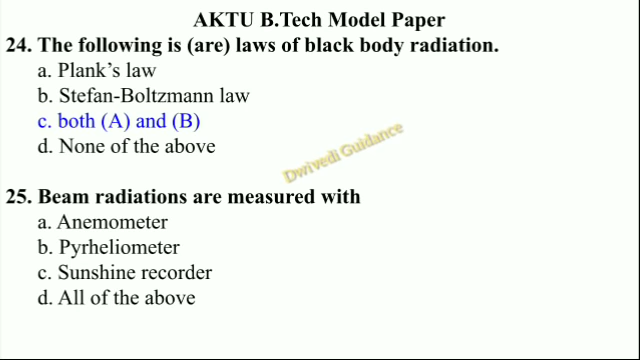 AKTU B.Tech Model Paper
24. The following is (are) laws of black body radiation.
a. Plank’s law
b. Stefan-Boltzmann law
c. both (A) and (B)
d. None of the above
Dwivedi Guidance
25. Beam radiations are measured with
a. Anemometer
b. Pyrheliometer
c. Sunshine recorder
d. All of the above